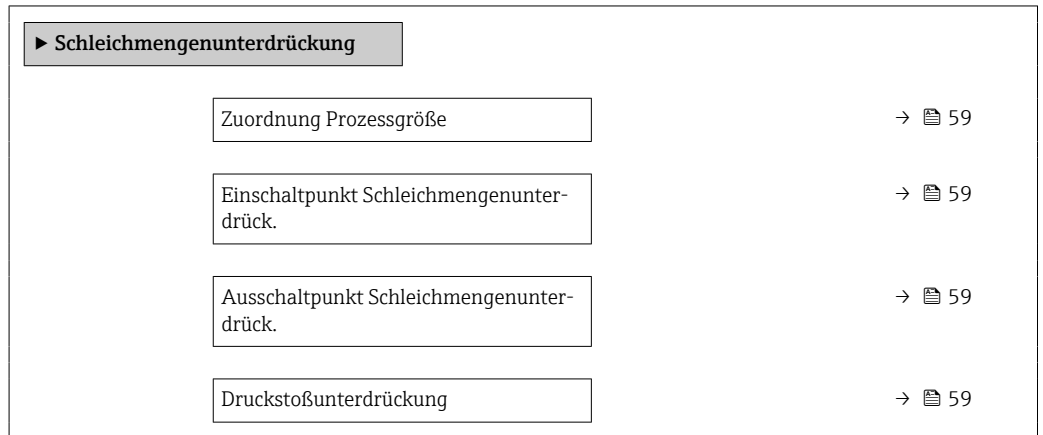 ▶ Schleichmengenunterdrückung
Zuordnung Prozessgröße → 59
Einschaltpunkt Schleichmengenunter-
drück. → 59
Ausschaltpunkt Schleichmengenunter-
drück. → 59
Druckstoßunterdrückung → 59